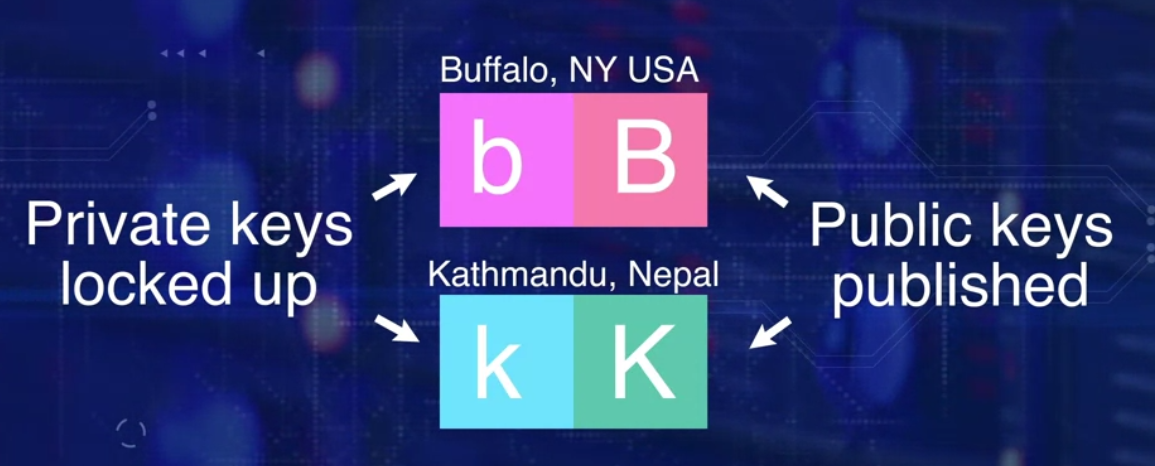 Buffalo, NY USA
b B
Private keys
locked up
Public keys
published
Kathmandu, Nepal
k K